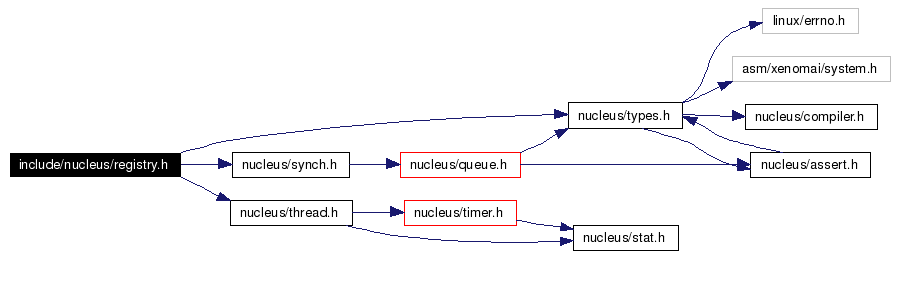 linux/errno.h
asm/xenomai/system.h
nucleus/types.h
nucleus/compiler.h
include/nucleus/registry.h
nucleus/synch.h
nucleus/queue.h
nucleus/assert.h
nucleus/thread.h
nucleus/timer.h
nucleus/stat.h